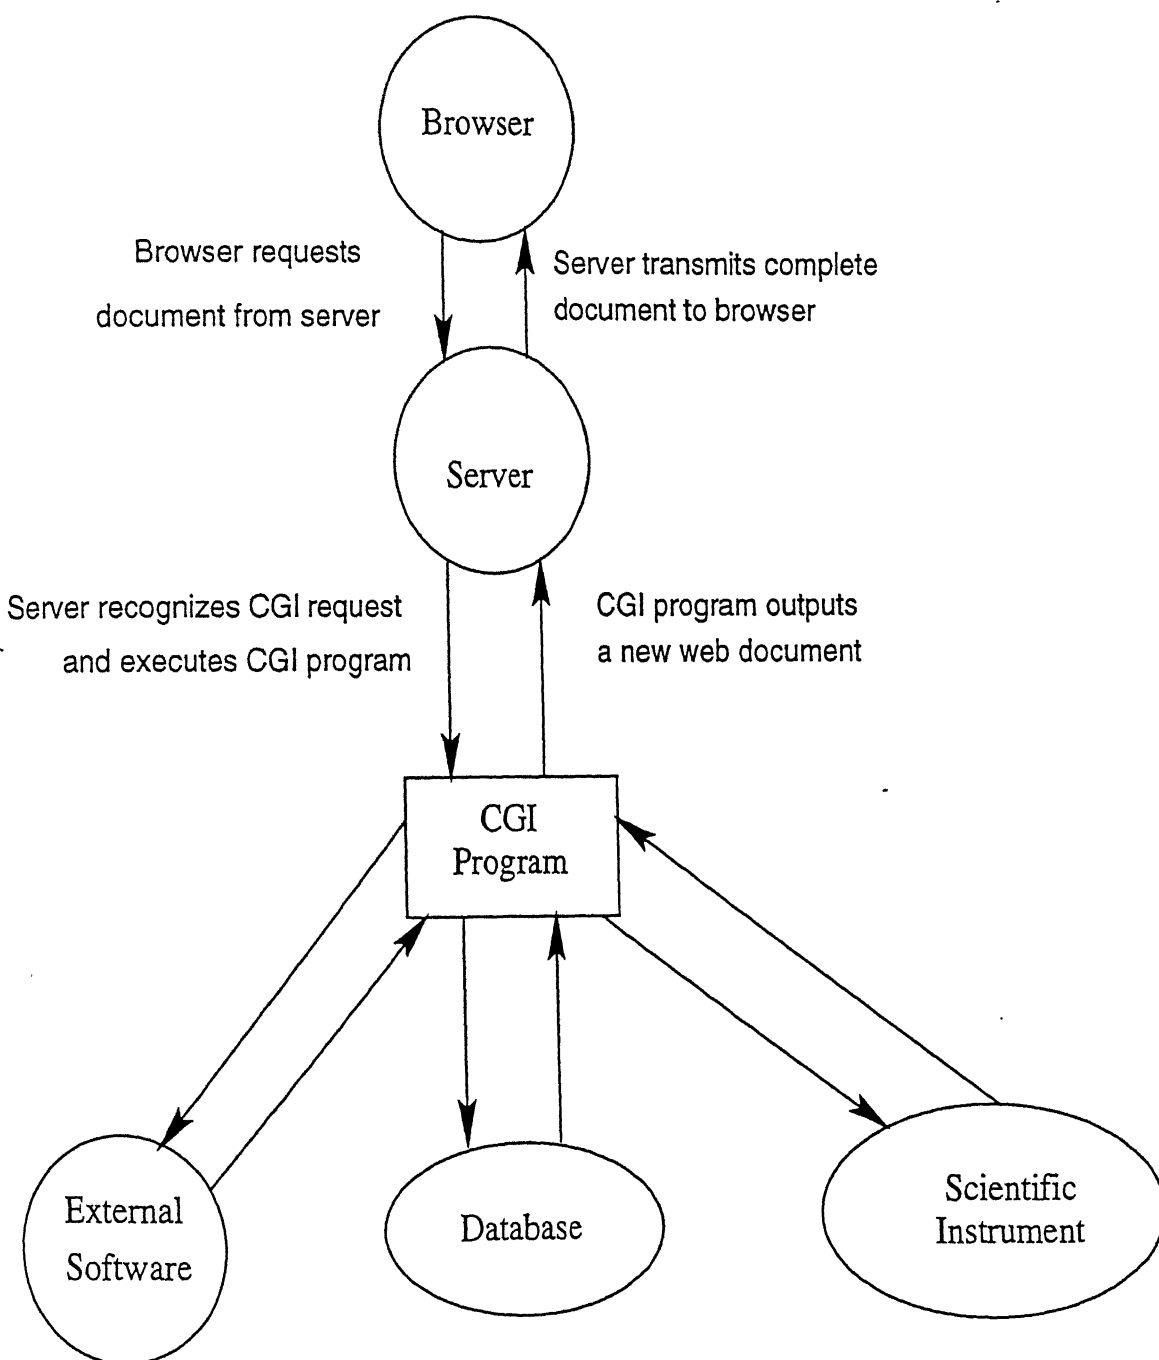 Browser
Browser requests
document from server
Server transmits complete
document to browser
Server
Server recognizes CGI request
and executes CGI program
CGI program outputs
a new web document
CGI
Program
External
Software
Database
Scientific
Instrument